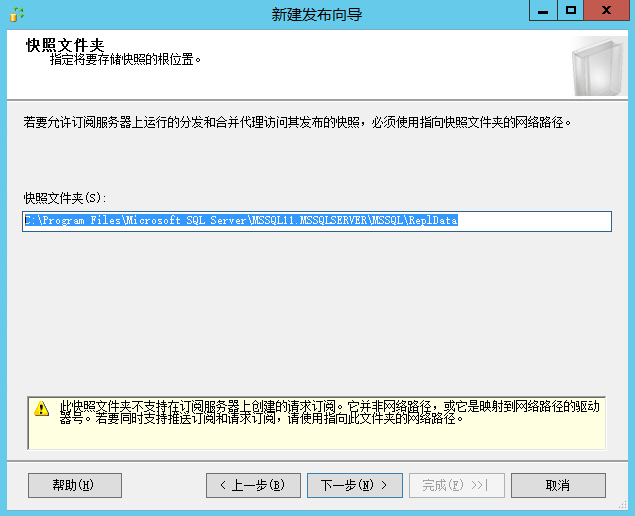 新建发布向导
快照文件夹
指定将要存储快照的根位置。
若要允许订阅服务器上运行的分发和合并代理访问其发布的快照，必须使用指向快照文件夹的网络路径。
快照文件夹(S):
C:\Program Files\Microsoft SQL Server\MSSQL11.MSSQLSERVER\MSSQL\ReplData
此快照文件夹不支持在订阅服务器上创建的请求订阅。它并非网络路径，或它是映射到网络路径的驱动
器号。若要同时支持推送订阅和请求订阅，请使用指向此文件夹的网络路径。
帮助(H)
< 上一步(B)
下一步(N) >
完成(F) >>|
取消